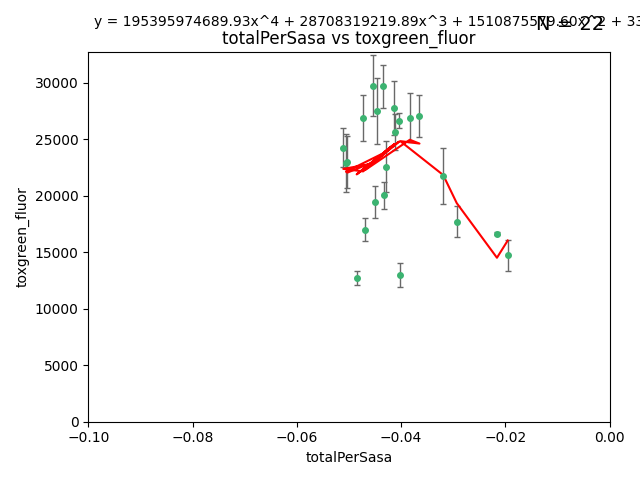 y = 195395974689.93x^4 + 28708319219.89x^3 +
N = 22
totalPerSasa vs toxgreen_fluor
30000
25000
20000
15000
10000
5000
0
toxgreen_fluor
−0.10
−0.08
−0.06
−0.04
−0.02
0.00
totalPerSasa